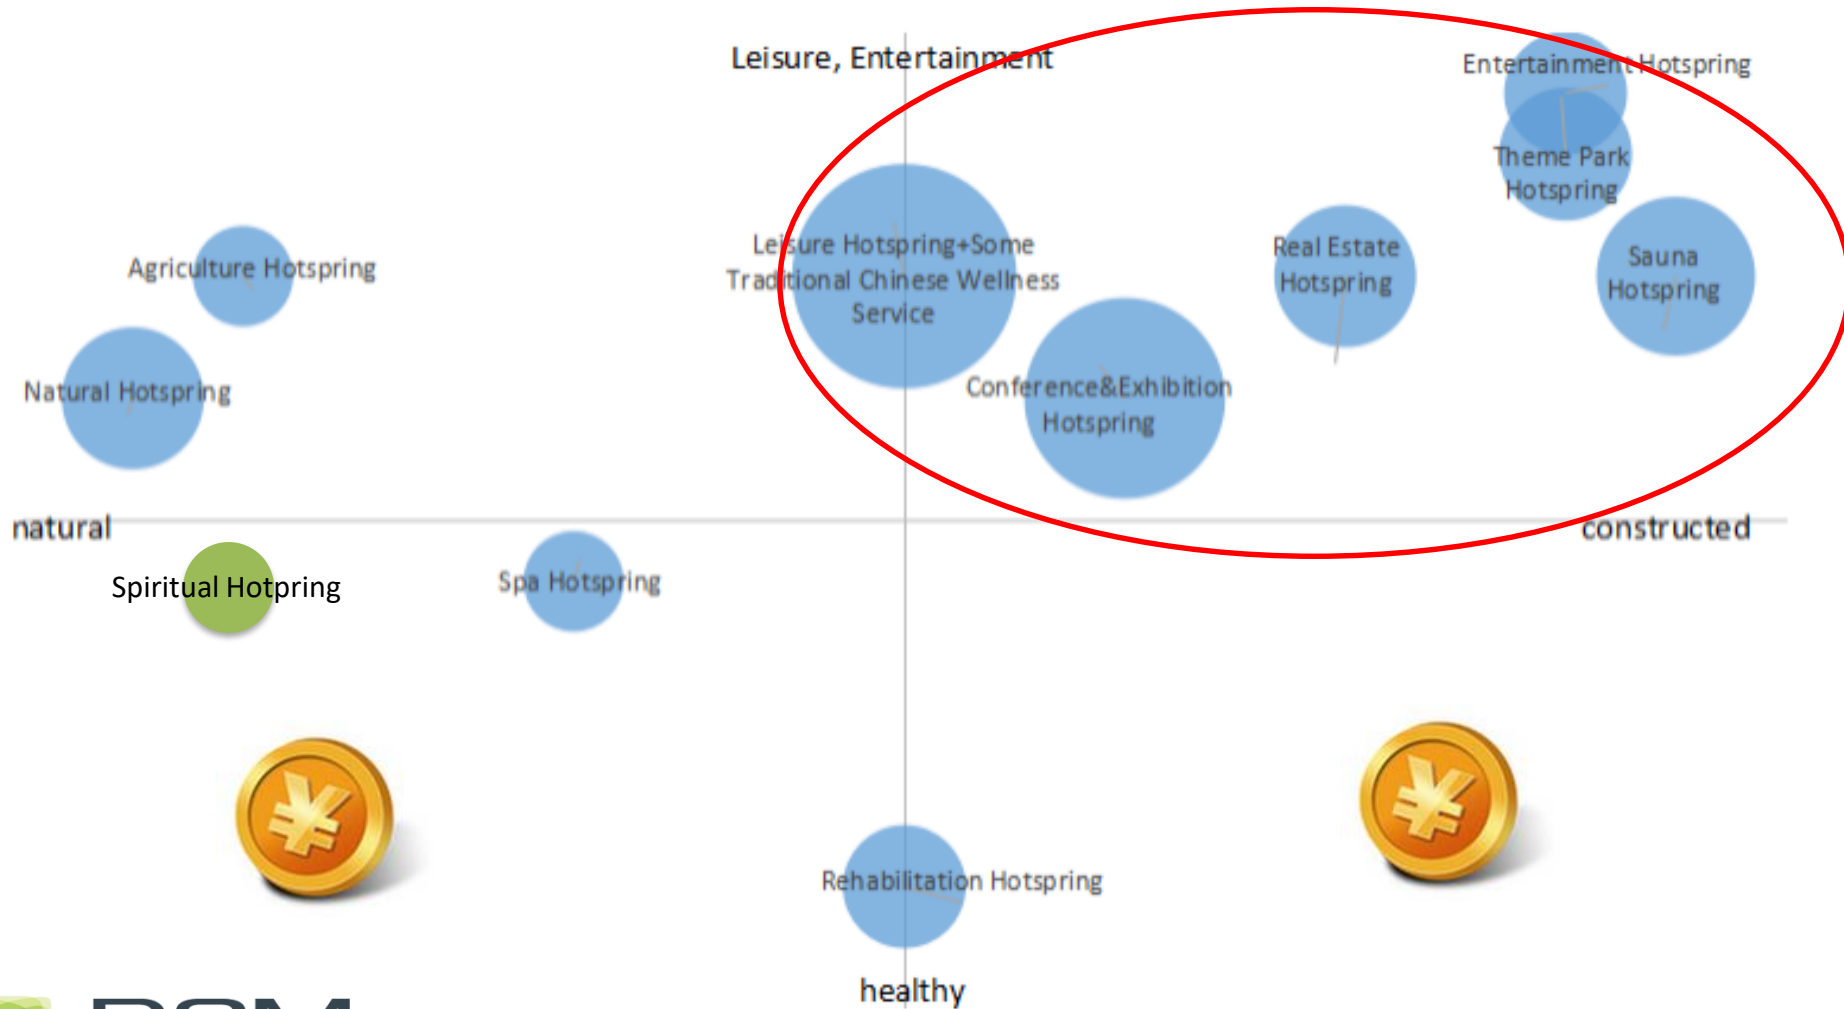 Leisure, Entertainment
Entertainment Hotspring
Theme Park
Hotspring
Leisure Hotspring+Some
Traditional Chinese Wellness
Service
Real Estate
Hotspring
Sauna
Hotspring
Agriculture Hotspring
Natural Hotspring
Conference&Exhibition
Hotspring
natural
constructed
Spiritual Hotpring
Spa Hotspring
¥
¥
Rehabilitation Hotspring
healthy